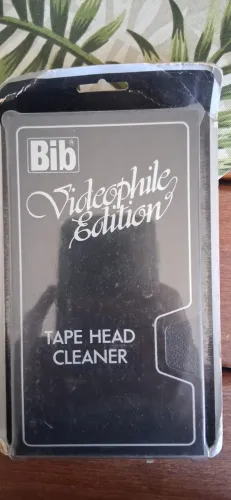 Bib
Videophile
Edition
TAPE HEAD
CLEANER